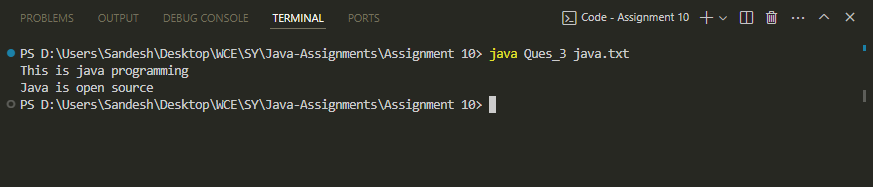 PROBLEMS OUTPUT DEBUG CONSOLE TERMINAL PORTS Code - Assignment 10
PS D:\Users\Sandesh\Desktop\WCE\SY\Java-Assignments\Assignment 10> java Ques_3 java.txt
This is java programming
Java is open source
PS D:\Users\Sandesh\Desktop\WCE\SY\Java-Assignments\Assignment 10>